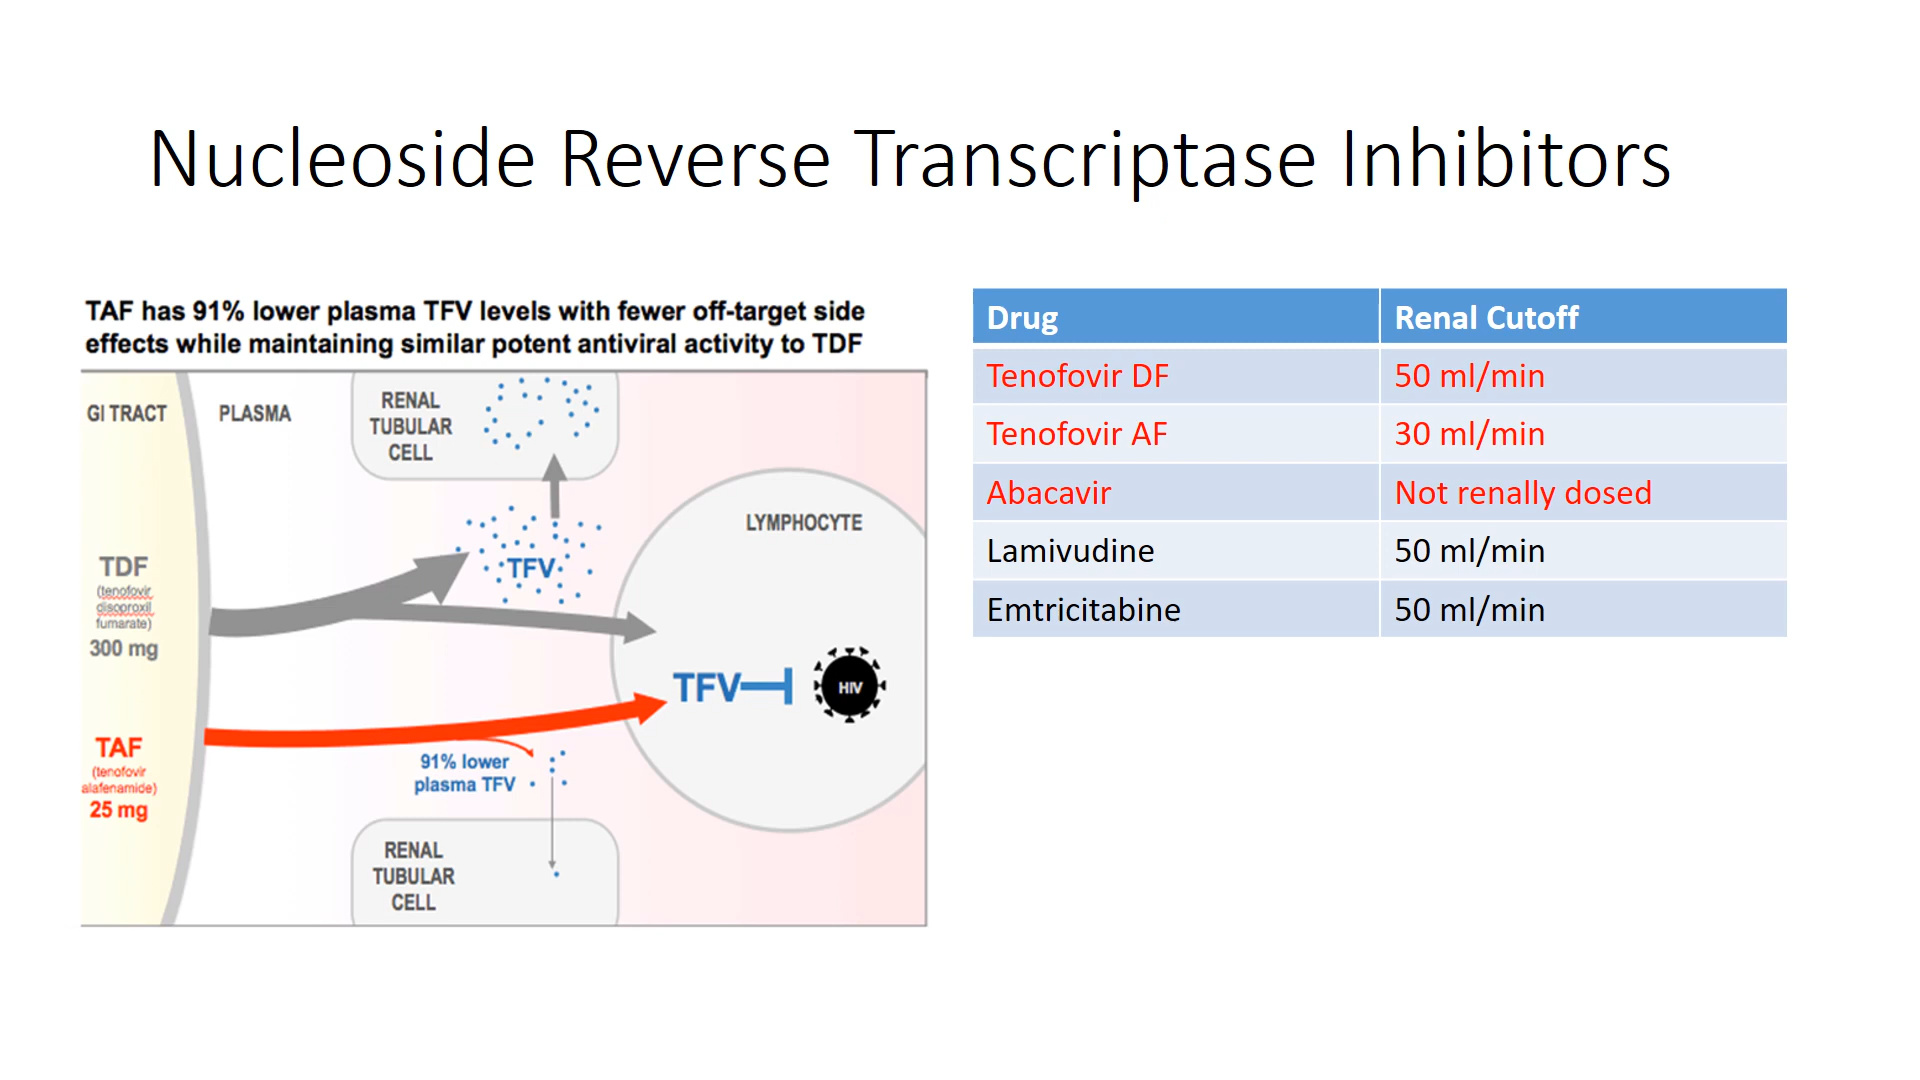 Nucleoside Reverse Transcriptase Inhibitors
TAF has 91% lower plasma TFV levels with fewer off-target side
effects while maintaining similar potent antiviral activity to TDF
GI TRACT
PLASMA
RENAL
TUBULAR
CELL
LYMPHOCYTE
TDF
(tenofovir
disoproxil
fumarate)
300 mg
TFV
TFV
HIV
TAF
(tenofovir
alafenamide)
25 mg
91% lower
plasma TFV
RENAL
TUBULAR
CELL
Drug Renal Cutoff
Tenofovir DF 50 ml/min
Tenofovir AF 30 ml/min
Abacavir Not renally dosed
Lamivudine 50 ml/min
Emtricitabine 50 ml/min